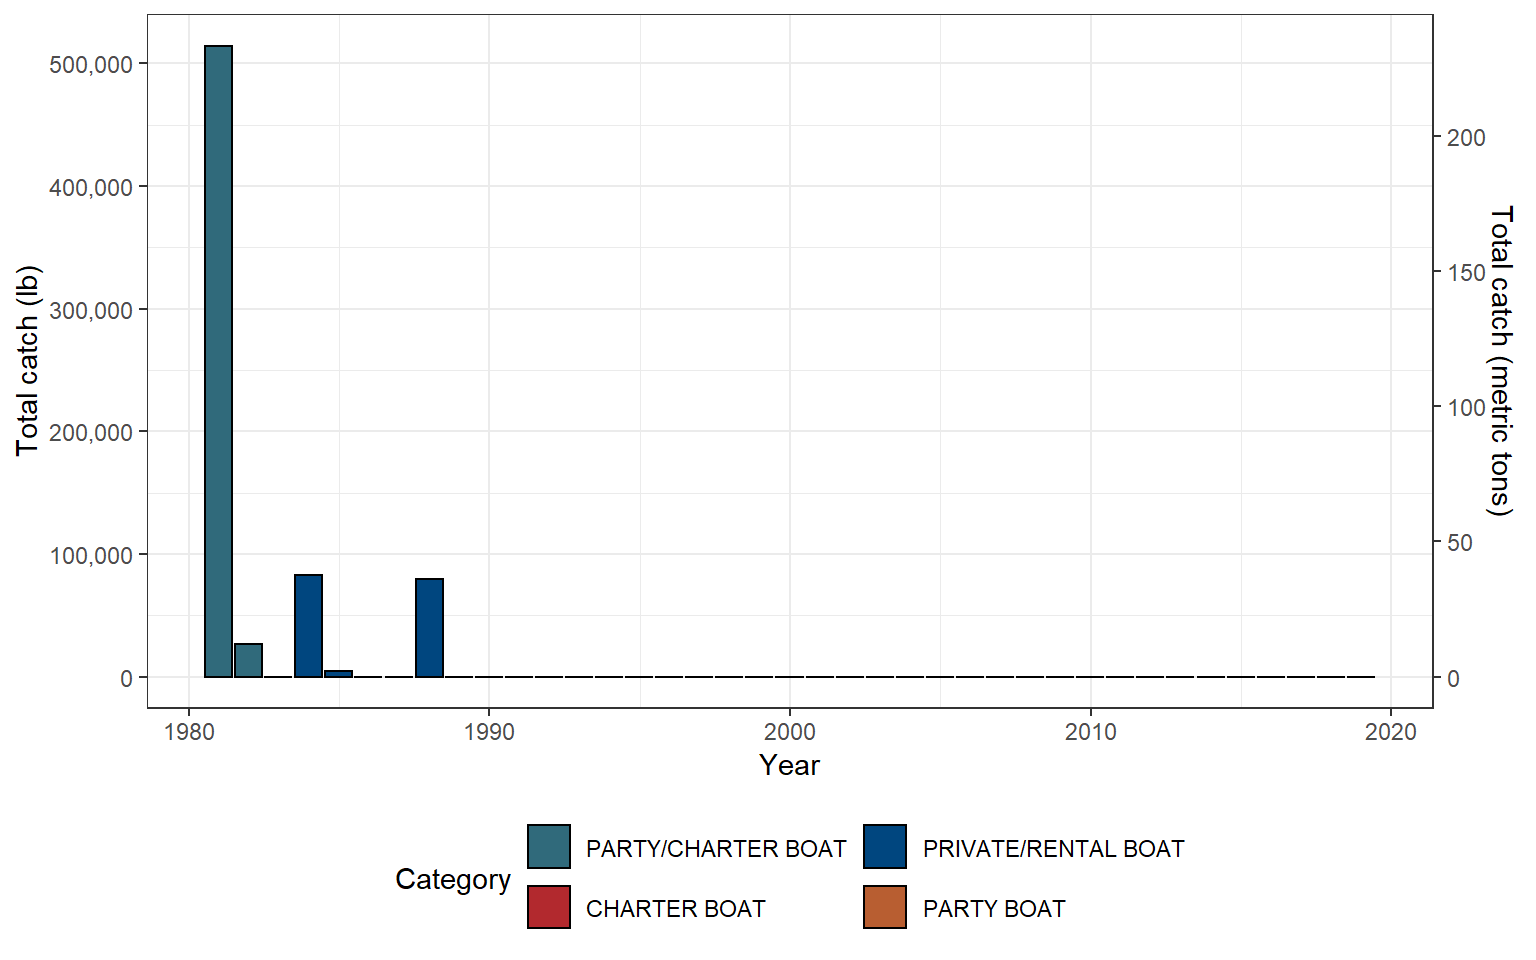 500,000
400,000
300,000
200,000
100,000
0
Total catch (lb)
200
150
100
50
0
Total catch (metric tons)
1980
1990
2000
2010
2020
Year
Category
PARTY/CHARTER BOAT
PRIVATE/RENTAL BOAT
CHARTER BOAT
PARTY BOAT